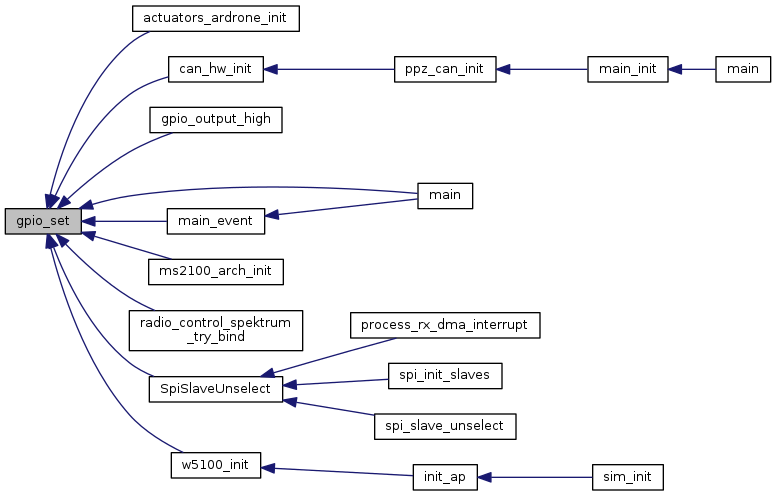 actuators_ardrone_init
can_hw_init
ppz_can_init
main_init
main
gpio_output_high
main
gpio_set
main_event
ms2100_arch_init
radio_control_spektrum
_try_bind
process_rx_dma_interrupt
SpiSlaveUnselect
spi_init_slaves
spi_slave_unselect
w5100_init
init_ap
sim_init